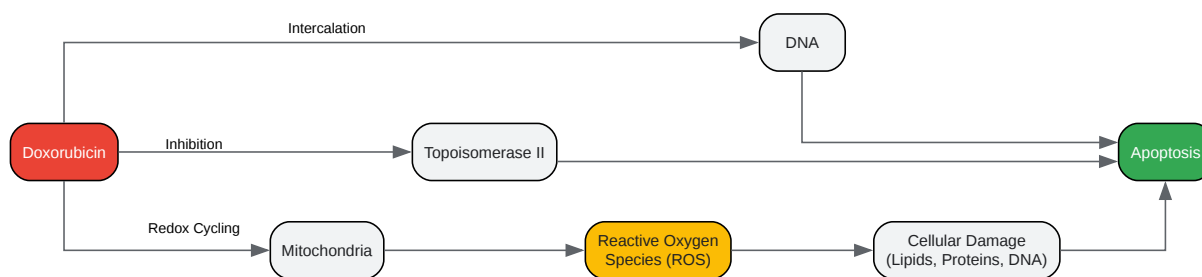 Intercalation
DNA
Doxorubicin
Inhibition
Topoisomerase II
Apoptosis
Redox Cycling
Mitochondria
Reactive Oxygen
Species (ROS)
Cellular Damage
(Lipids, Proteins, DNA)